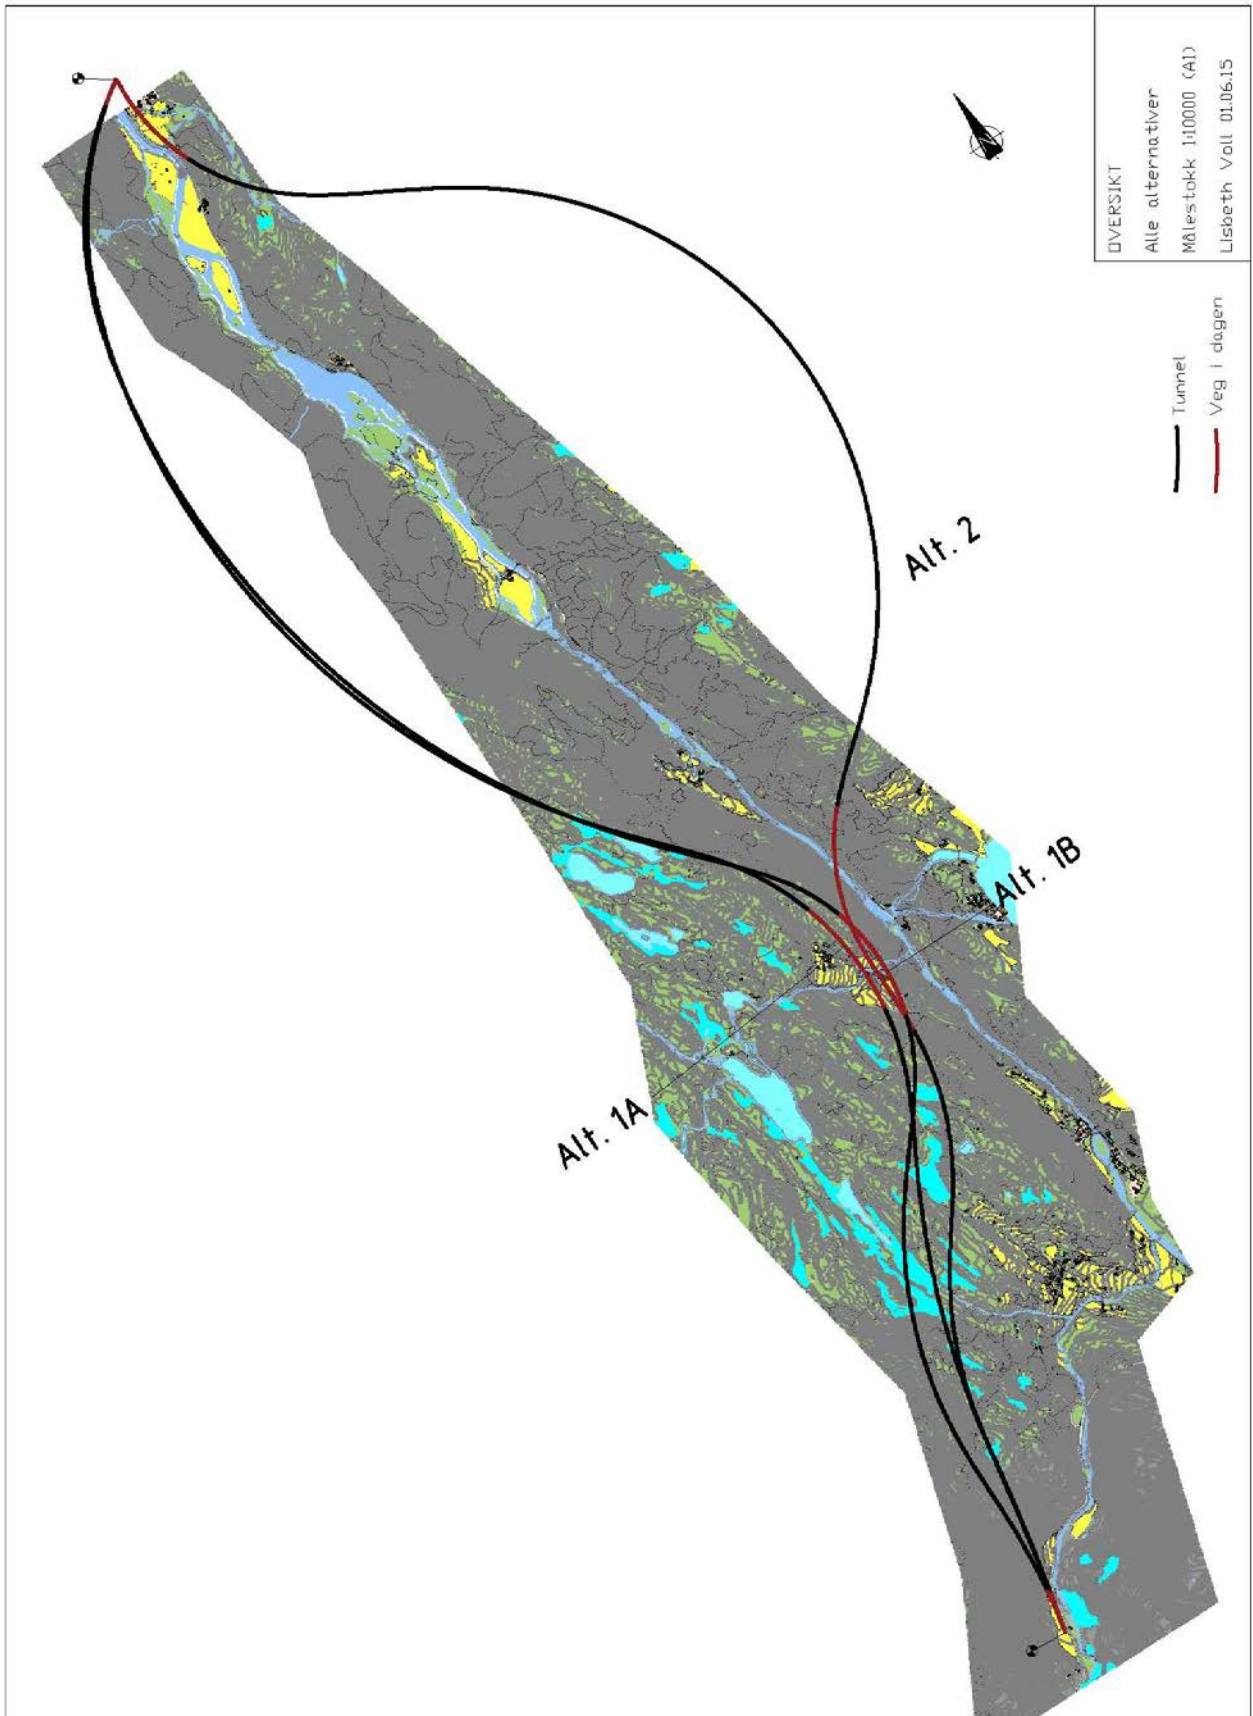 OVERSIKT
Alle alternativer
Målestokk 1:10000 (A1)
Lisbeth Voll 01.06.15
Tunnel
Veg i dagen
Alt. 2
Alt. 1B
Alt. 1A
N